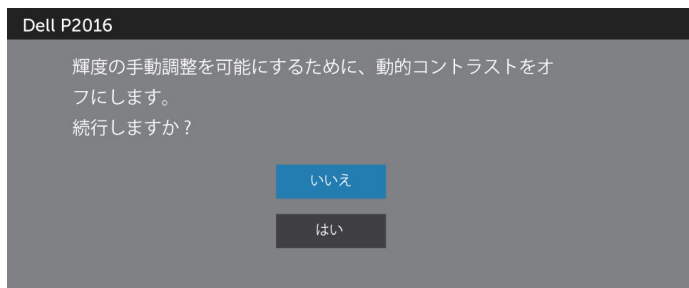 Dell P2016
輝度の手動調整を可能にするために、動的コントラストをオ
フにします。
続行しますか？
いいえ
はい